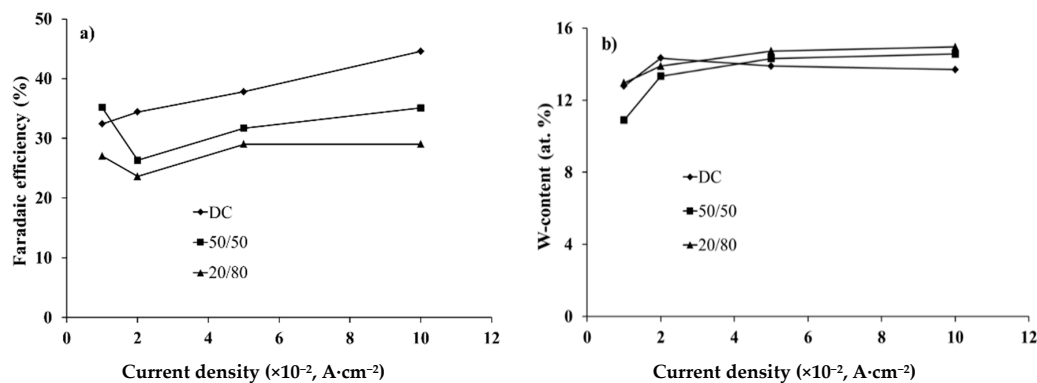 a)
Faradaic efficiency (%)
50
40
30
20
10
0
DC
50/50
20/80
0 2 4 6 8 10 12
Current density (×10⁻², A·cm⁻²)
b)
W-content (at. %)
16
12
8
4
0
DC
50/50
20/80
0 2 4 6 8 10 12
Current density (×10⁻², A·cm⁻²)